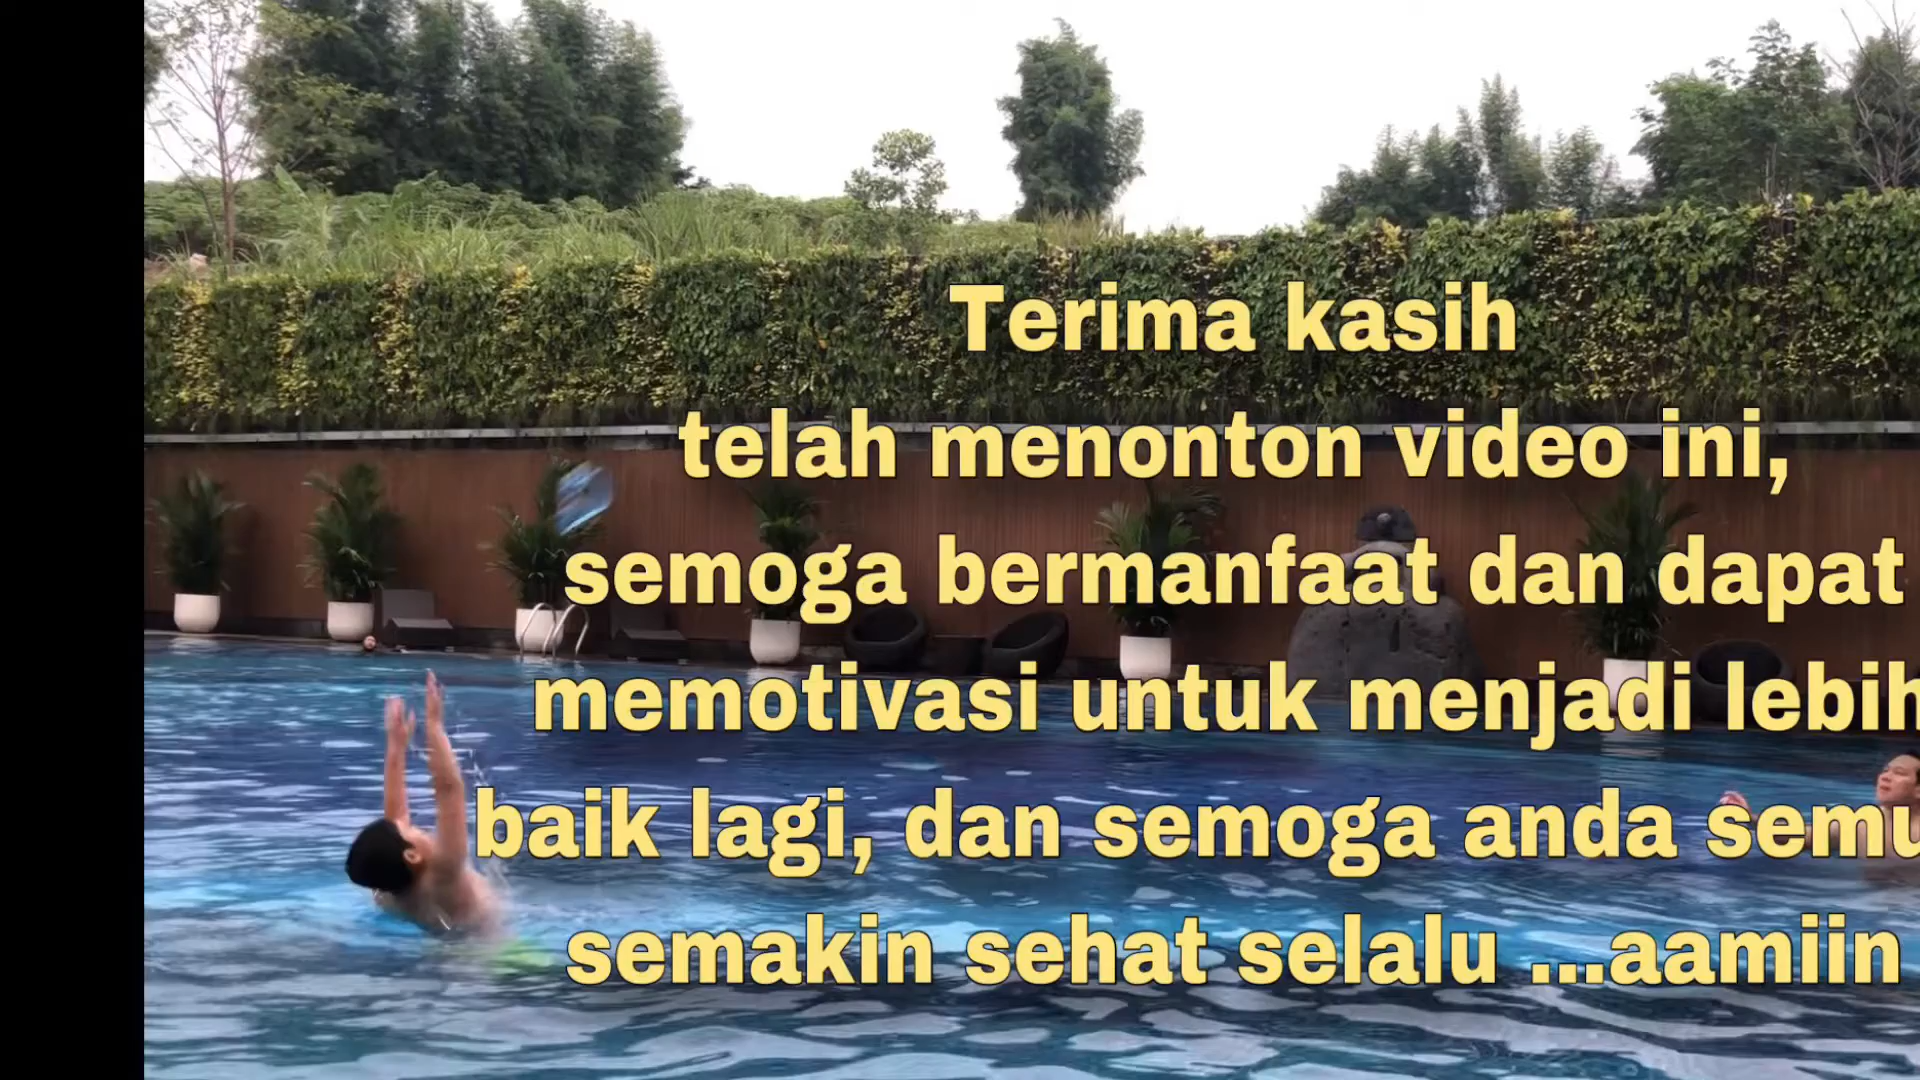 Terima kasih
telah menonton video ini,
semoga bermanfaat dan dapat
memotivasi untuk menjadi lebih
baik lagi, dan semoga anda semu
semakin sehat selalu ...aamiin